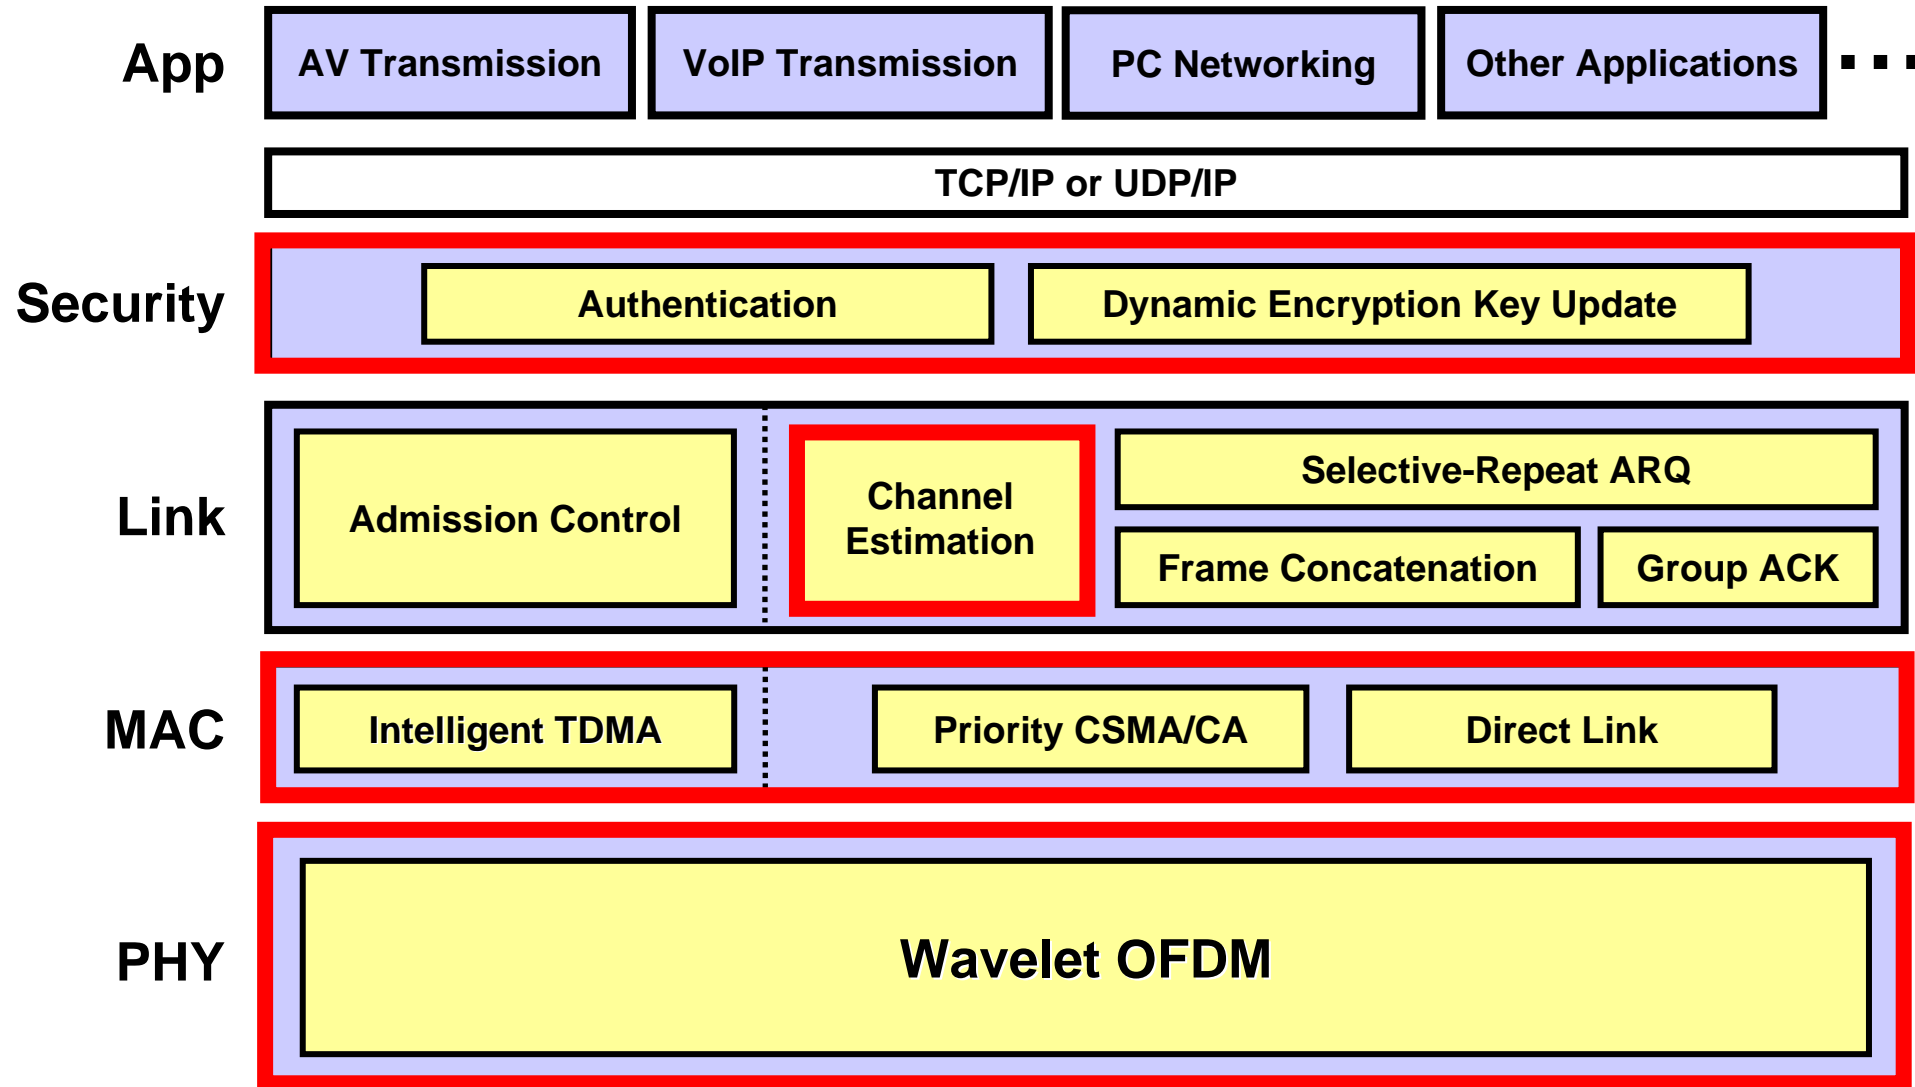 App
AV Transmission
VoIP Transmission
PC Networking
Other Applications
TCP/IP or UDP/IP
Security
Authentication
Dynamic Encryption Key Update
Link
Admission Control
Channel
Estimation
Selective-Repeat ARQ
Frame Concatenation
Group ACK
MAC
Intelligent TDMA
Priority CSMA/CA
Direct Link
PHY
Wavelet OFDM